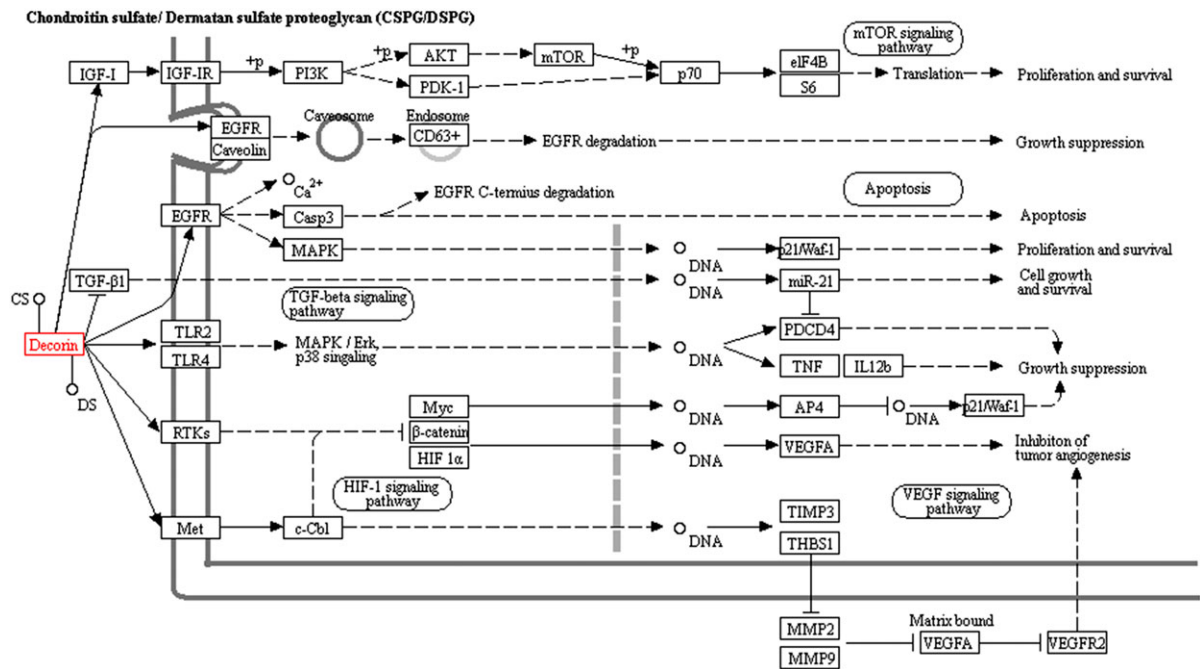 Chondroitin sulfate/ Dermatan sulfate proteoglycan (CSPG/DSPG)
mTOR signaling
pathway
IGF-I
IGF-IR
+p
PI3K
+p
AKT
PDK-1
mTOR
+p
p70
eIF4B
S6
Translation
Proliferation and survival
EGFR
Caveolin
Caveosome
Endosome
CD63+
EGFR degradation
Growth suppression
Ca2+
EGFR C-termius degradation
Apoptosis
EGFR
Casp3
Apoptosis
MAPK
DNA
p21/Waf-1
Proliferation and survival
TGF-β1
DNA
miR-21
Cell growth
and survival
CS
TGF-beta signaling
pathway
Decorin
DS
TLR2
TLR4
MAPK / Erk,
p38 singaling
DNA
PDCD4
TNF
IL12b
Growth suppression
RTKs
Myc
β-catenin
HIF 1α
DNA
AP4
DNA
p21/Waf-1
DNA
VEGFA
Inhibiton of
tumor angiogenesis
HIF-1 signaling
pathway
VEGF signaling
pathway
Met
c-Cbl
DNA
TIMP3
THBS1
MMP2
MMP9
Matrix bound
VEGFA
VEGFR2